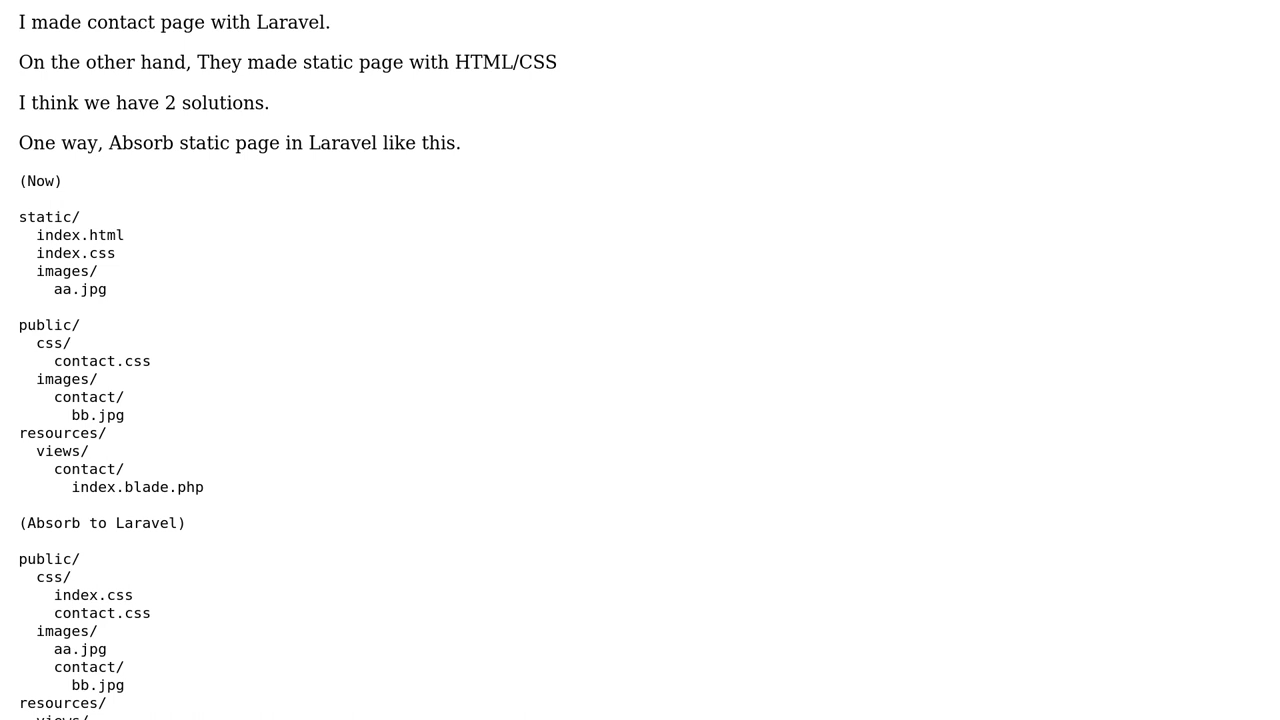 I made contact page with Laravel.
On the other hand, They made static page with HTML/CSS
I think we have 2 solutions.
One way, Absorb static page in Laravel like this.
(Now)
static/
  index.html
  index.css
  images/
    aa.jpg
public/
  css/
    contact.css
  images/
    contact/
      bb.jpg
resources/
  views/
    contact/
      index.blade.php
(Absorb to Laravel)
public/
  css/
    index.css
    contact.css
  images/
    aa.jpg
    contact/
      bb.jpg
resources/